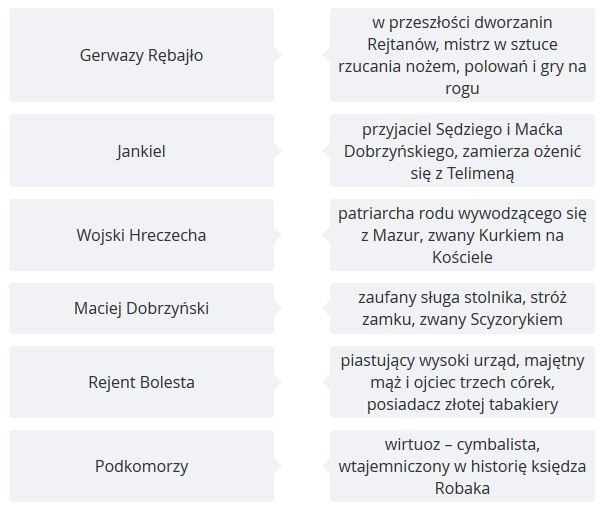 Gerwazy Rębajło
w przeszłości dworzanin
Rejtanów, mistrz w sztuce
rzucania nożem, polowań i gry na
rogu
Jankiel
przyjaciel Sędziego i Maćka
Dobrzyńskiego, zamierza ożenić
się z Telimeną
Wojski Hreczecha
patriarcha rodu wywodzącego się
z Mazur, zwany Kurkiem na
Kościele
Maciej Dobrzyński
zaufany sługa stolnika, stróż
zamku, zwany Scyzorykiem
Rejent Bolesta
piastujący wysoki urząd, majętny
mąż i ojciec trzech córek,
posiadacz złotej tabakiery
Podkomorzy
wirtuoz – cymbalista,
wtajemniczony w historię księdza
Robaka